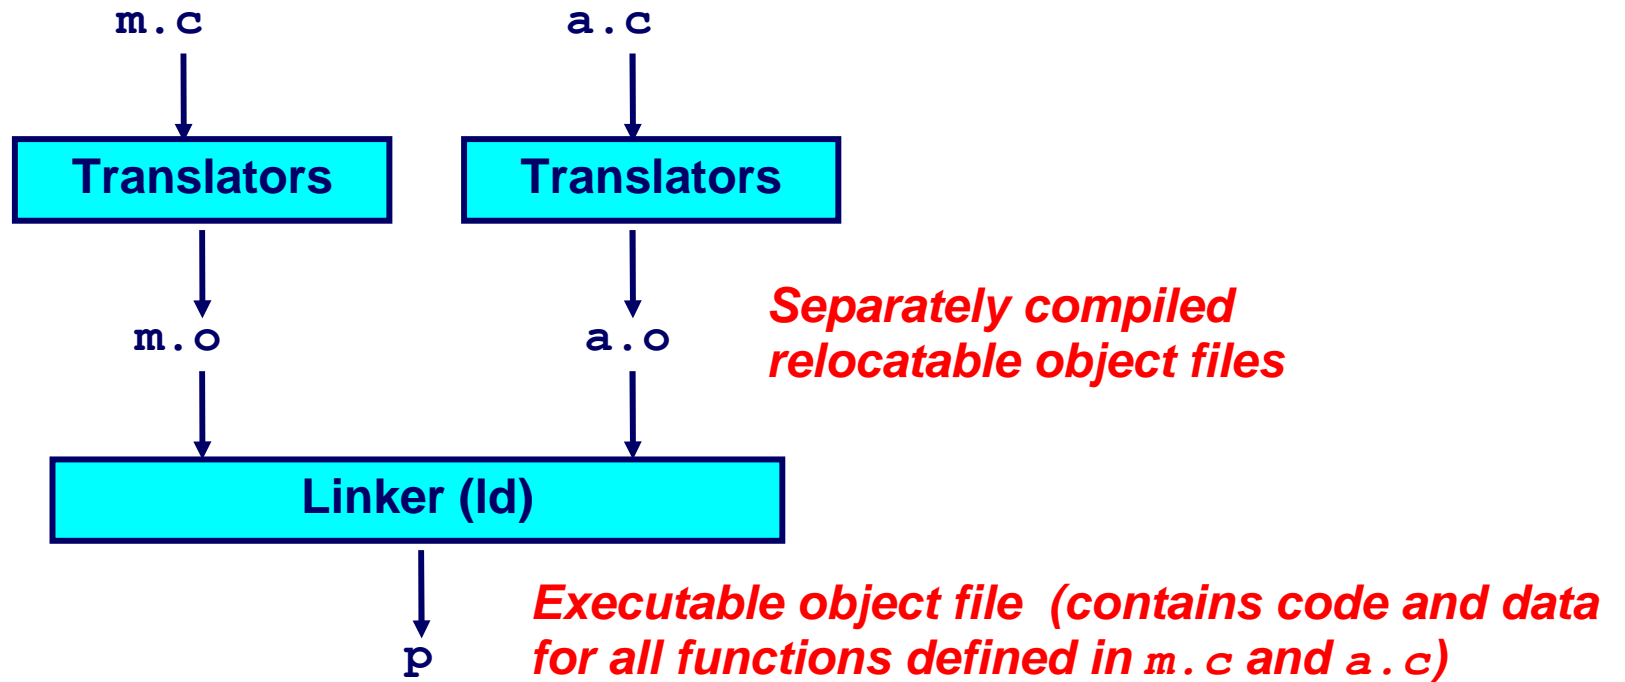 m.c a.c
Translators Translators
m.o a.o
Separately compiled
relocatable object files
Linker (ld)
p
Executable object file (contains code and data
for all functions defined in m.c and a.c)